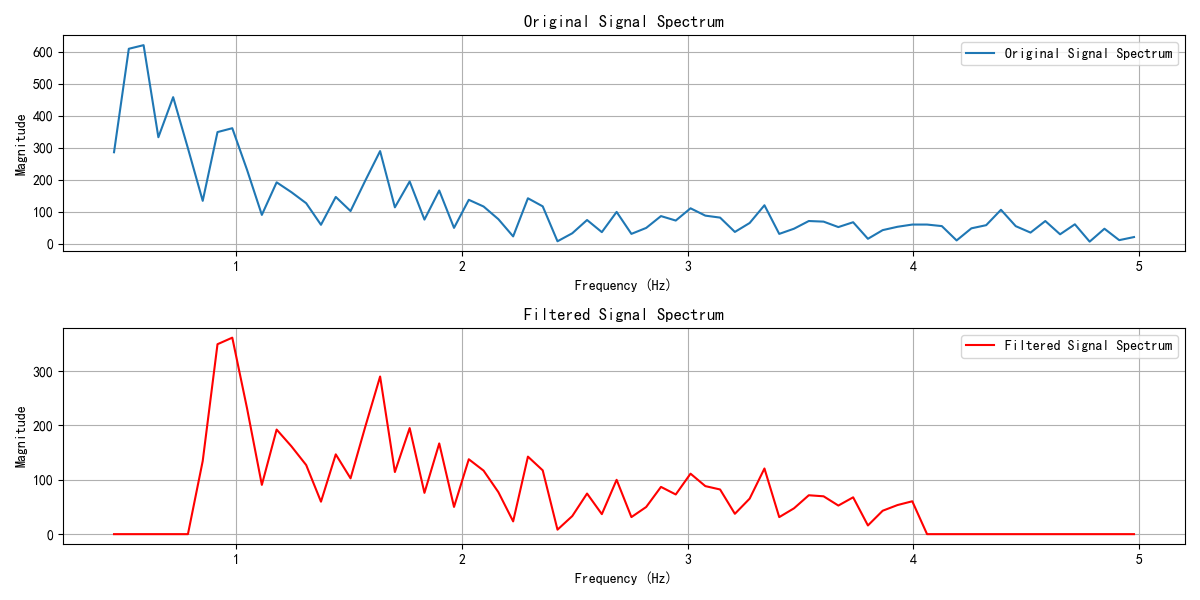 Original Signal Spectrum
Original Signal Spectrum
Magnitude
600
500
400
300
200
100
0
1 2 3 4 5
Frequency (Hz)
Filtered Signal Spectrum
Filtered Signal Spectrum
Magnitude
300
200
100
0
1 2 3 4 5
Frequency (Hz)